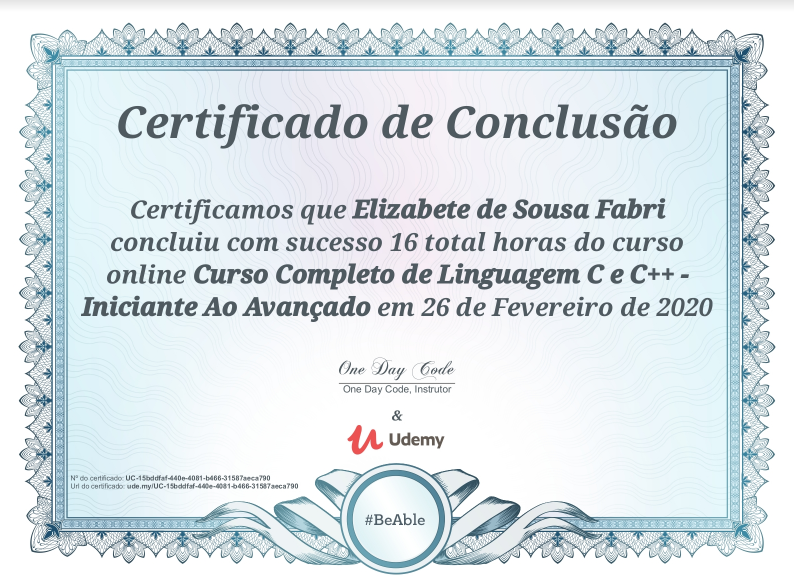 Certificado de Conclusão
Certificamos que Elizabete de Sousa Fabri
concluiu com sucesso 16 total horas do curso
online Curso Completo de Linguagem C e C++ -
Iniciante Ao Avançado em 26 de Fevereiro de 2020
One Day Code
One Day Code, Instrutor
&
Udemy
Nº do certificado: UC-15bddfaf-440e-4081-b466-31587aeca790
Url do certificado: ude.my/UC-15bddfaf-440e-4081-b466-31587aeca790
#BeAble